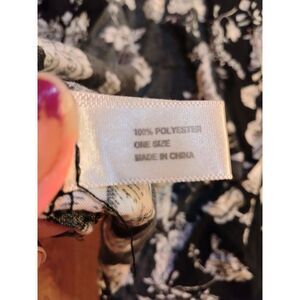 100% POLYESTER
ONE SIZE
MADE IN CHINA